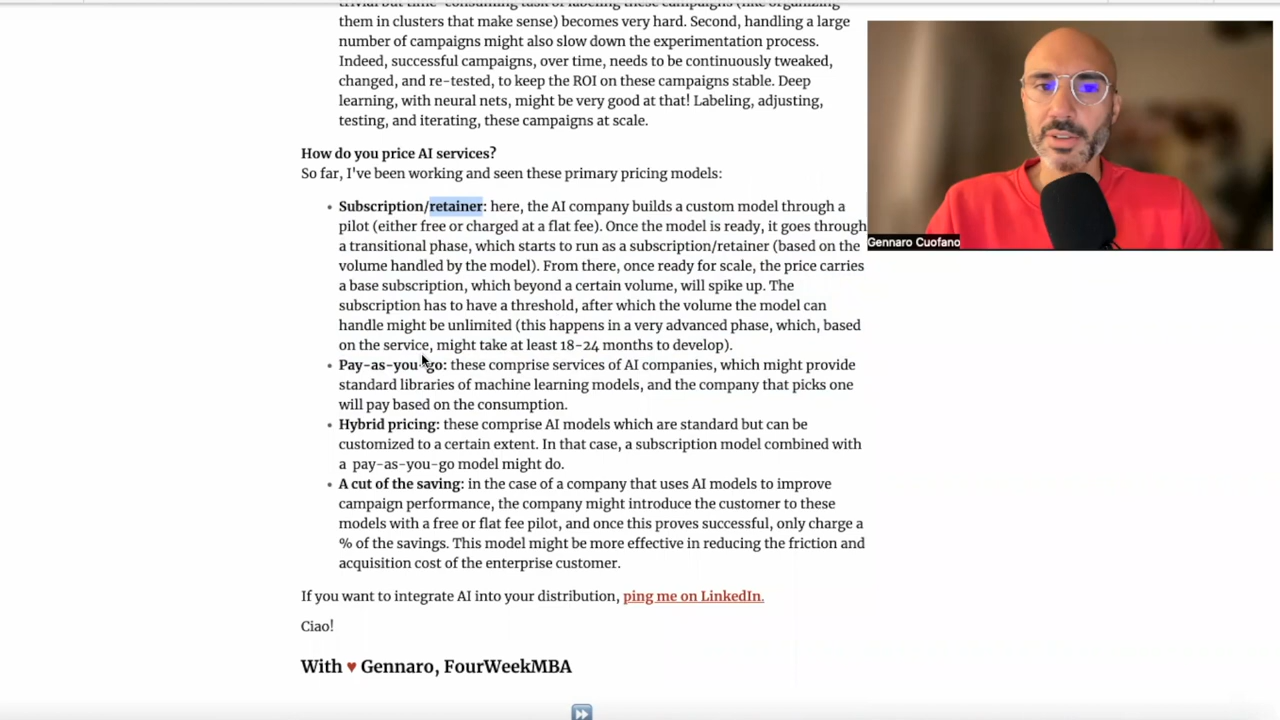 trivial but time-consuming task of labeling these campaigns (like organizing
them in clusters that make sense) becomes very hard. Second, handling a large
number of campaigns might also slow down the experimentation process.
Indeed, successful campaigns, over time, needs to be continuously tweaked,
changed, and re-tested, to keep the ROI on these campaigns stable. Deep
learning, with neural nets, might be very good at that! Labeling, adjusting,
testing, and iterating, these campaigns at scale.
How do you price AI services?
So far, I've been working and seen these primary pricing models:
• Subscription/retainer: here, the AI company builds a custom model through a
pilot (either free or charged at a flat fee). Once the model is ready, it goes through
a transitional phase, which starts to run as a subscription/retainer (based on the
volume handled by the model). From there, once ready for scale, the price carries
a base subscription, which beyond a certain volume, will spike up. The
subscription has to have a threshold, after which the volume the model can
handle might be unlimited (this happens in a very advanced phase, which, based
on the service, might take at least 18-24 months to develop).
• Pay-as-you-go: these comprise services of AI companies, which might provide
standard libraries of machine learning models, and the company that picks one
will pay based on the consumption.
• Hybrid pricing: these comprise AI models which are standard but can be
customized to a certain extent. In that case, a subscription model combined with
a pay-as-you-go model might do.
• A cut of the saving: in the case of a company that uses AI models to improve
campaign performance, the company might introduce the customer to these
models with a free or flat fee pilot, and once this proves successful, only charge a
% of the savings. This model might be more effective in reducing the friction and
acquisition cost of the enterprise customer.
If you want to integrate AI into your distribution, ping me on LinkedIn.
Ciao!
With ♥ Gennaro, FourWeekMBA
Gennaro Cuofano